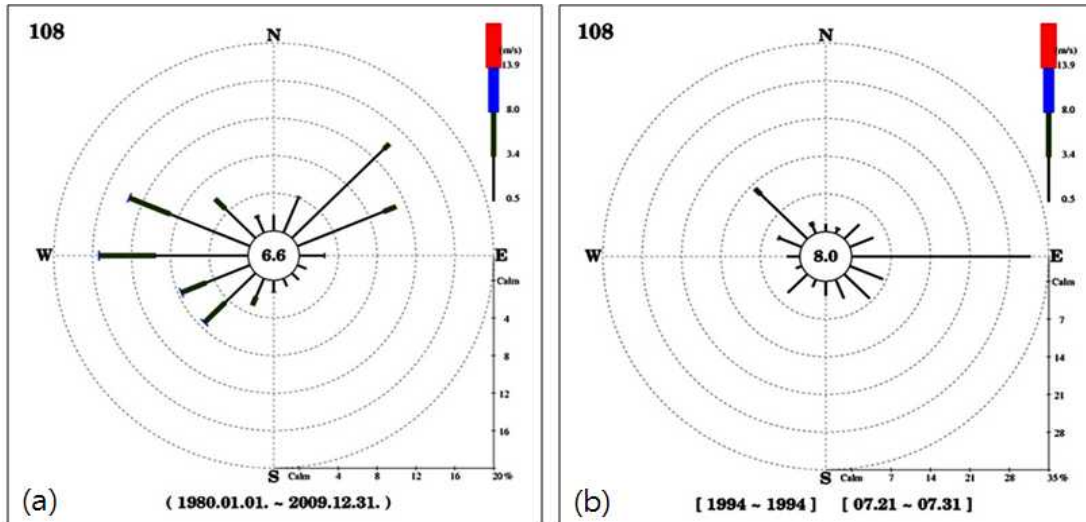 108
N
(m/s)
13.9
8.0
3.4
0.5
W
6.6
E
Calm
4
8
12
16
S
Calm 4 8 12 16 20%
(a)
( 1980.01.01. ~ 2009.12.31. )
108
N
(m/s)
13.9
8.0
3.4
0.5
W
8.0
E
Calm
7
14
21
28
S
Calm 7 14 21 28 35%
(b)
[ 1994 ~ 1994 ] [ 07.21 ~ 07.31 ]